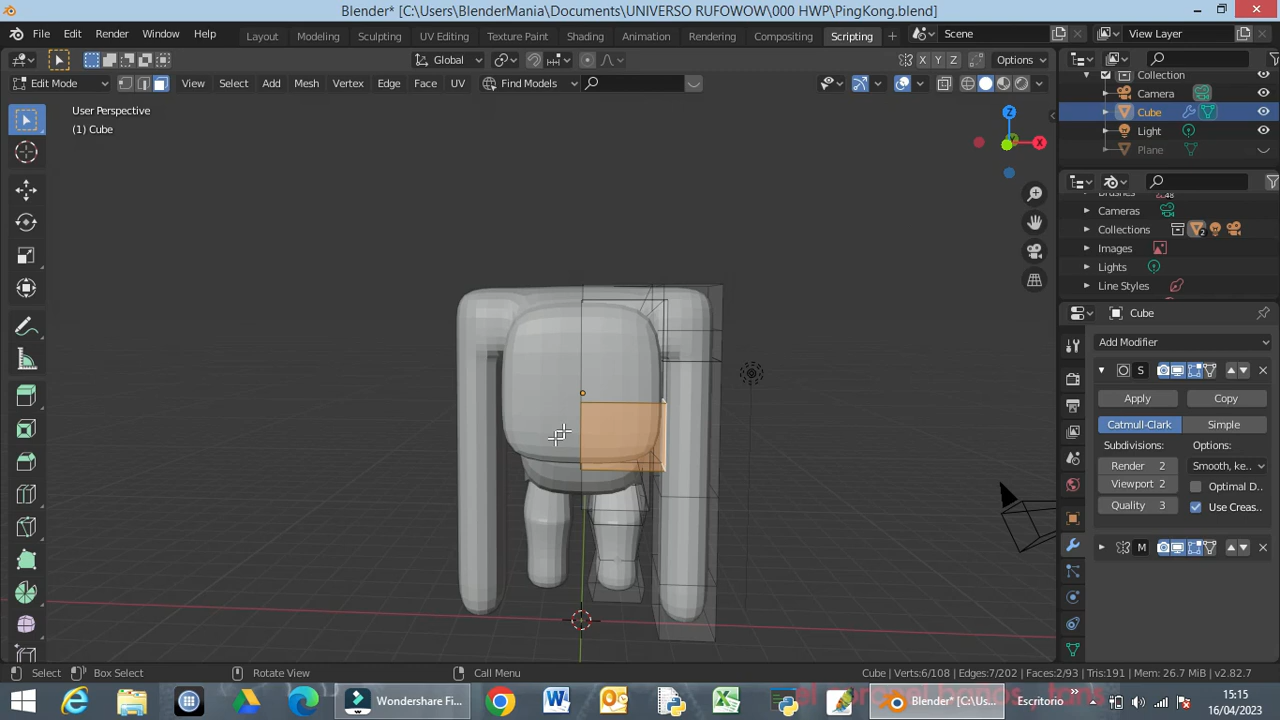 Blender* [C:\Users\BlenderMania\Documents\UNIVERSO RUFOWOW\000 HWP\PingKong.blend]
File Edit Render Window Help Layout Modeling Sculpting UV Editing Texture Paint Shading Animation Rendering Compositing Scripting Scene View Layer
Global X Y Z Options
Edit Mode View Select Add Mesh Vertex Edge Face UV Find Models
User Perspective
(1) Cube
Z
X
Collection
Camera
Cube
Light
Plane
Brushes 48
Cameras
Collections 2
Images
Lights
Line Styles
Cube
Add Modifier
S
Apply Copy
Catmull-Clark Simple
Subdivisions: Options:
Render 2 Smooth, ke..
Viewport 2 Optimal D..
Quality 3 Use Creas..
M
Select Box Select Rotate View Call Menu Cube | Verts:6/108 | Edges:7/202 | Faces:2/93 | Tris:191 | Mem: 26.7 MiB | v2.82.7
Wondershare Fi... Blender* [C:\Us... Escritorio
15:15
16/04/2023